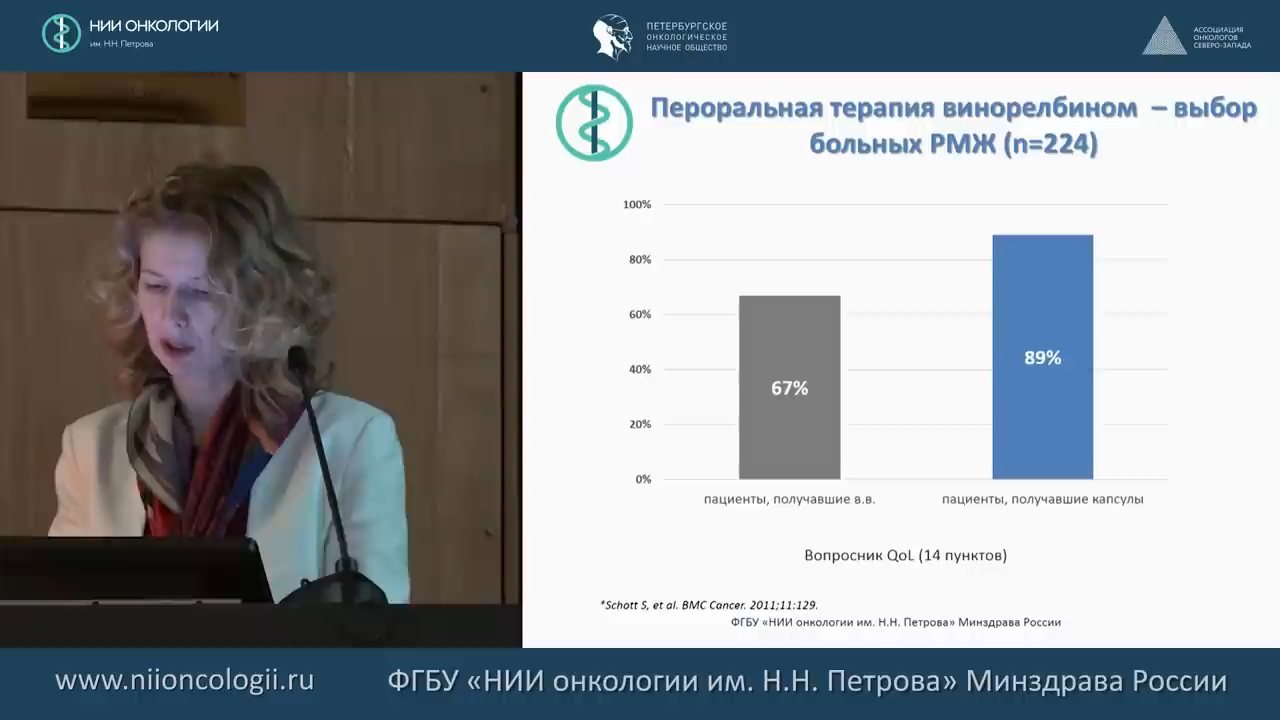 НИИ ОНКОЛОГИИ
им. Н.Н. Петрова
ПЕТЕРБУРГСКОЕ
ОНКОЛОГИЧЕСКОЕ
НАУЧНОЕ ОБЩЕСТВО
АССОЦИАЦИЯ
ОНКОЛОГОВ
СЕВЕРО-ЗАПАДА
Пероральная терапия винорелбином – выбор
больных РМЖ (n=224)
100%
80%
60%
40%
20%
0%
67%
89%
пациенты, получавшие в.в.
пациенты, получавшие капсулы
Вопросник QoL (14 пунктов)
*Schott S, et al. BMC Cancer. 2011;11:129.
ФГБУ «НИИ онкологии им. Н.Н. Петрова» Минздрава России
www.niioncologii.ru
ФГБУ «НИИ онкологии им. Н.Н. Петрова» Минздрава России